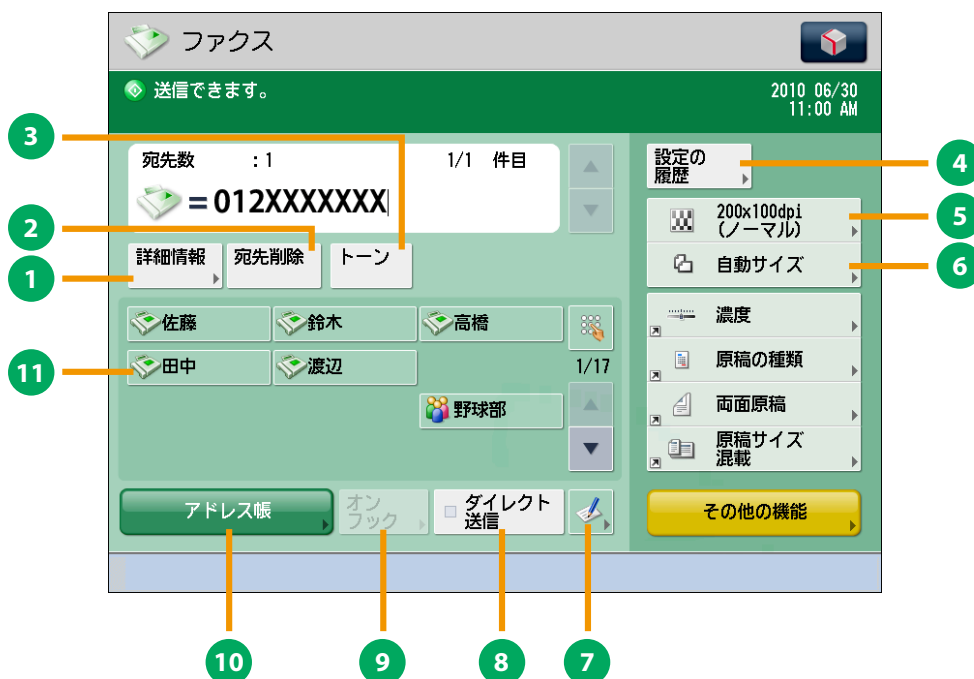 ファクス
送信できます。
2010 06/30
11:00 AM
3
宛先数 :1 1/1 件目
=012XXXXXXX
設定の
履歴
4
2
200x100dpi
(ノーマル)
5
1
詳細情報 宛先削除 トーン
自動サイズ
6
佐藤 鈴木 高橋
濃度
11
田中 渡辺 1/17
原稿の種類
野球部
両面原稿
原稿サイズ
混載
アドレス帳
オン
フック
ダイレクト
送信
その他の機能
10 9 8 7